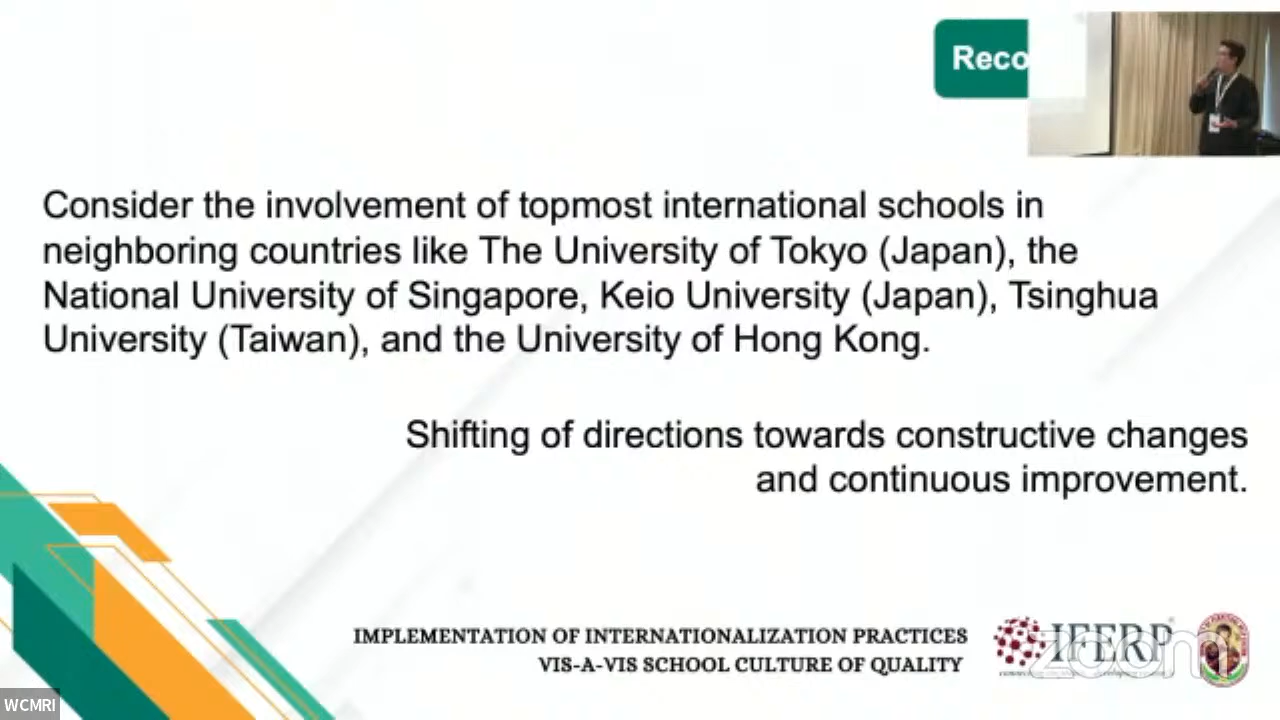 Reco
Consider the involvement of topmost international schools in
neighboring countries like The University of Tokyo (Japan), the
National University of Singapore, Keio University (Japan), Tsinghua
University (Taiwan), and the University of Hong Kong.
Shifting of directions towards constructive changes
and continuous improvement.
IMPLEMENTATION OF INTERNATIONALIZATION PRACTICES
VIS-A-VIS SCHOOL CULTURE OF QUALITY
IFERP
zoom
WCMRI